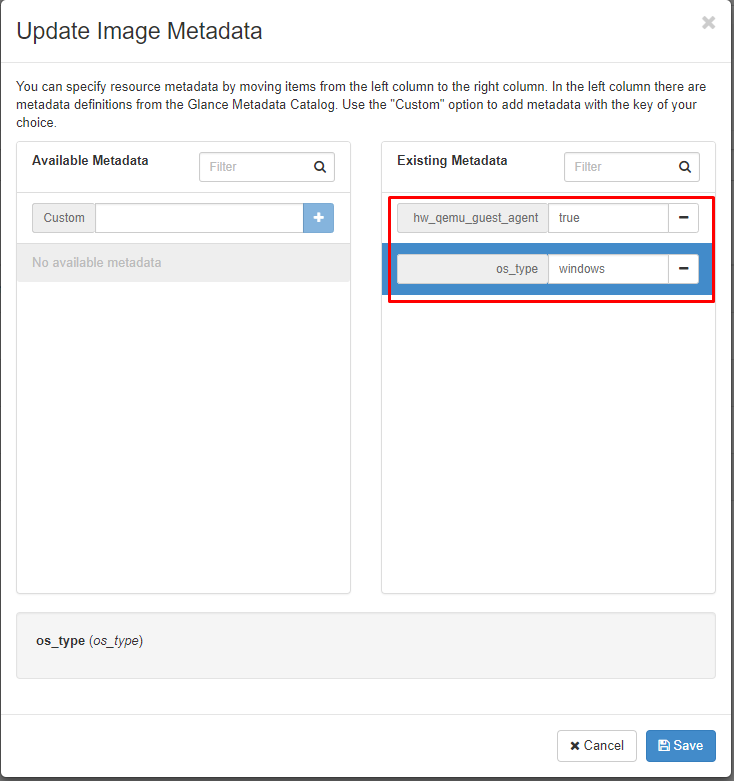 Update Image Metadata
You can specify resource metadata by moving items from the left column to the right column. In the left column there are
metadata definitions from the Glance Metadata Catalog. Use the "Custom" option to add metadata with the key of your
choice.
Available Metadata
Filter
Custom
No available metadata
Existing Metadata
Filter
hw_qemu_guest_agent true
os_type windows
os_type (os_type)
Cancel
Save